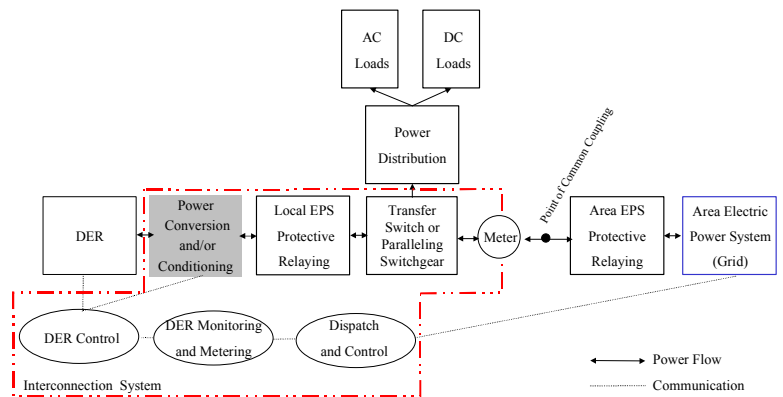 AC
Loads
DC
Loads
Power
Distribution
Point of Common Coupling
DER
Power
Conversion
and/or
Conditioning
Local EPS
Protective
Relaying
Transfer
Switch or
Paralleling
Switchgear
Meter
Area EPS
Protective
Relaying
Area Electric
Power System
(Grid)
DER Control
DER Monitoring
and Metering
Dispatch
and Control
Interconnection System
Power Flow
Communication